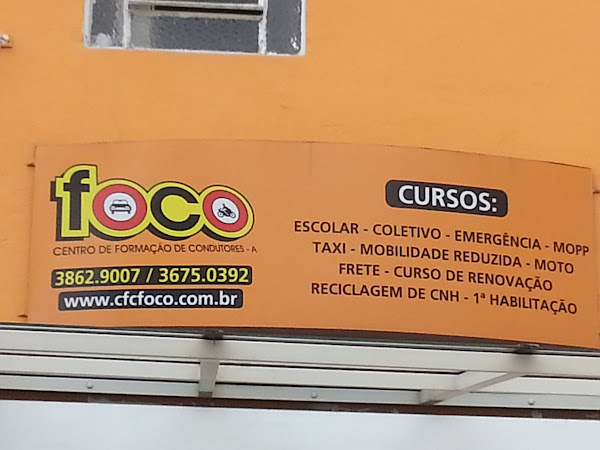 foco
CENTRO DE FORMAÇÃO DE CONDUTORES - A
3862.9007 / 3675.0392
www.cfcfoco.com.br
CURSOS:
ESCOLAR - COLETIVO - EMERGÊNCIA - MOPP
TAXI - MOBILIDADE REDUZIDA - MOTO
FRETE - CURSO DE RENOVAÇÃO
RECICLAGEM DE CNH - 1ª HABILITAÇÃO